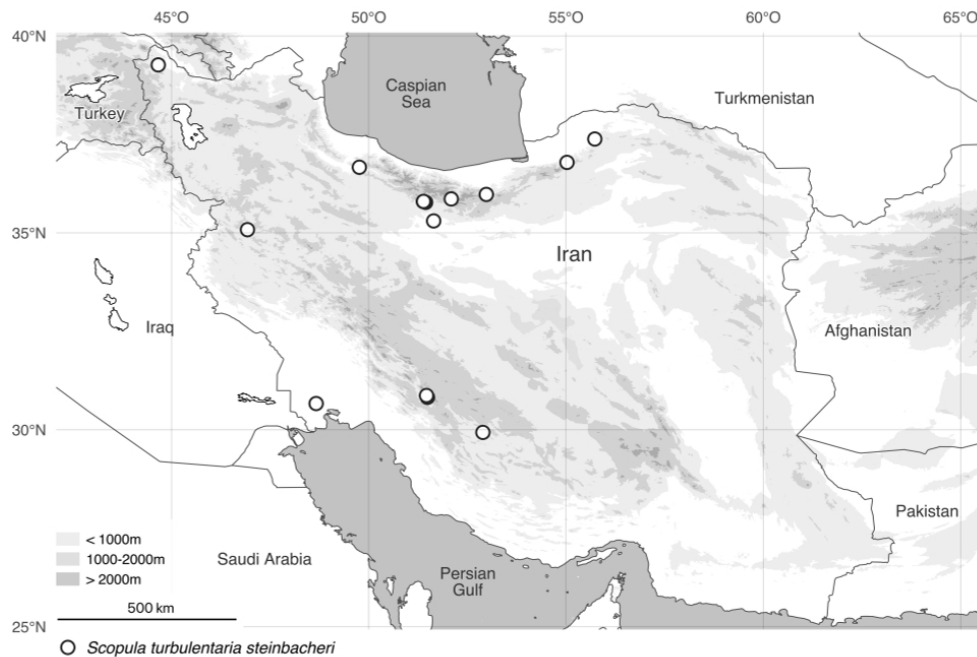 45°O 50°O 55°O 60°O 65°O
40°N
Caspian
Sea
Turkmenistan
Turkey
35°N
Iran
Iraq
Afghanistan
30°N
Pakistan
< 1000m
1000-2000m
> 2000m
Saudi Arabia
Persian
Gulf
500 km
25°N
Scopula turbulentaria steinbacheri